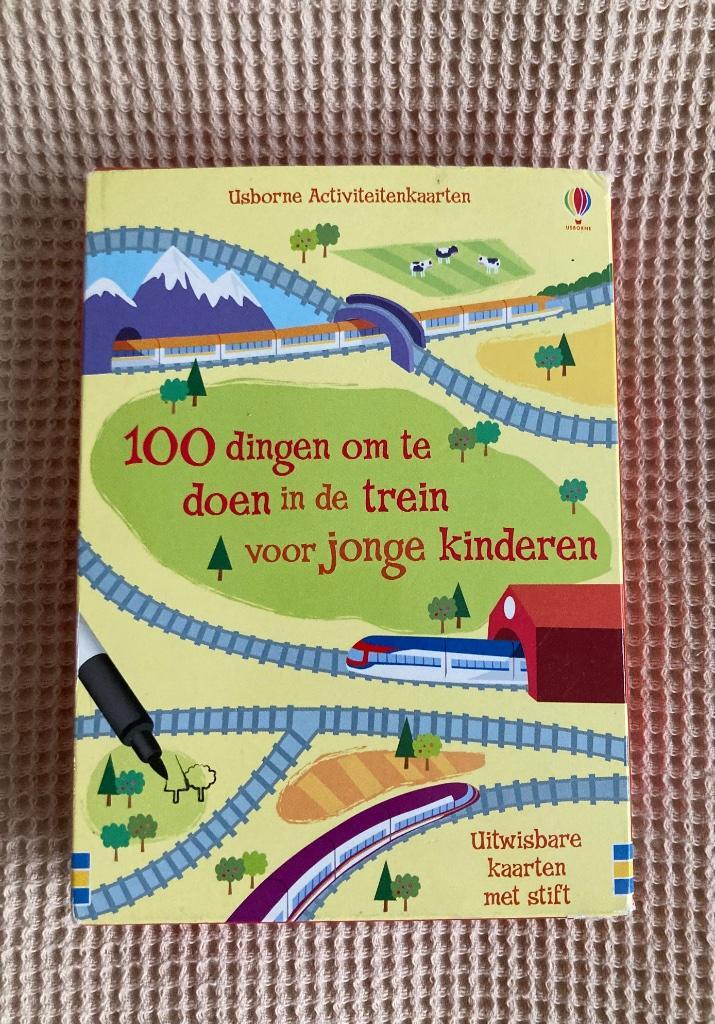 Usborne Activiteitenkaarten
USBORNE
100 dingen om te
doen in de trein
voor jonge kinderen
Uitwisbare
kaarten
met stift